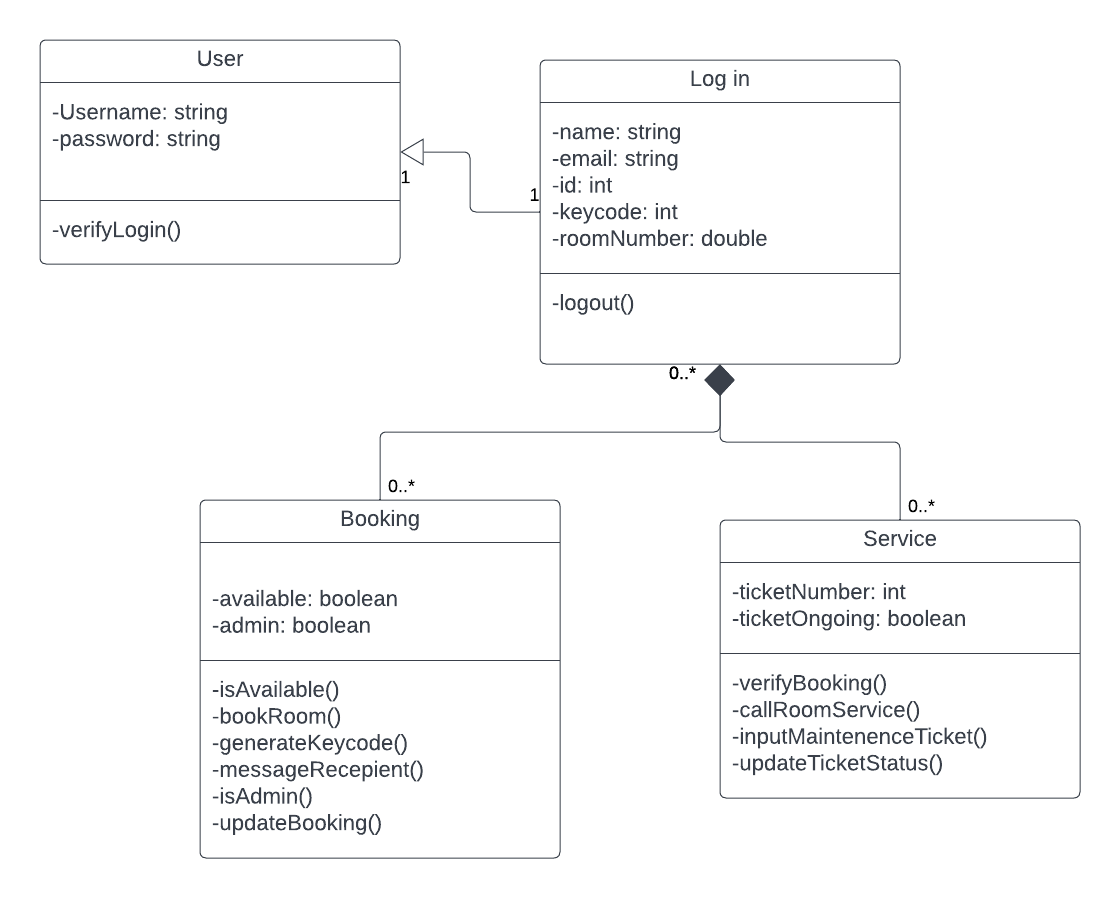 User
-Username: string
-password: string
-verifyLogin()
1
1
Log in
-name: string
-email: string
-id: int
-keycode: int
-roomNumber: double
-logout()
0..*
0..*
0..*
Booking
-available: boolean
-admin: boolean
-isAvailable()
-bookRoom()
-generateKeycode()
-messageRecepient()
-isAdmin()
-updateBooking()
Service
-ticketNumber: int
-ticketOngoing: boolean
-verifyBooking()
-callRoomService()
-inputMaintenenceTicket()
-updateTicketStatus()